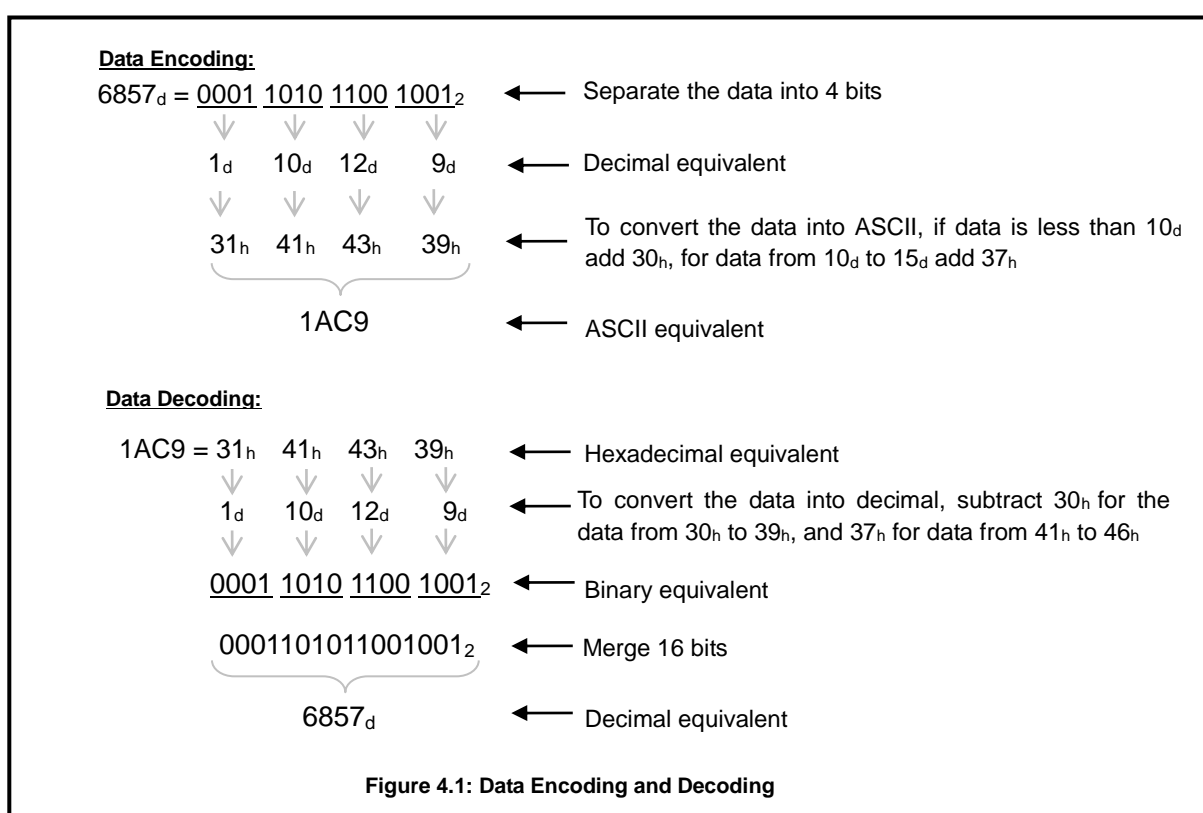 Data Encoding:
6857d = 0001 1010 1100 10012 Separate the data into 4 bits
1d 10d 12d 9d Decimal equivalent
31h 41h 43h 39h To convert the data into ASCII, if data is less than 10d
add 30h, for data from 10d to 15d add 37h
1AC9 ASCII equivalent
Data Decoding:
1AC9 = 31h 41h 43h 39h Hexadecimal equivalent
1d 10d 12d 9d To convert the data into decimal, subtract 30h for the
data from 30h to 39h, and 37h for data from 41h to 46h
0001 1010 1100 10012 Binary equivalent
00011010110010012 Merge 16 bits
6857d Decimal equivalent
Figure 4.1: Data Encoding and Decoding